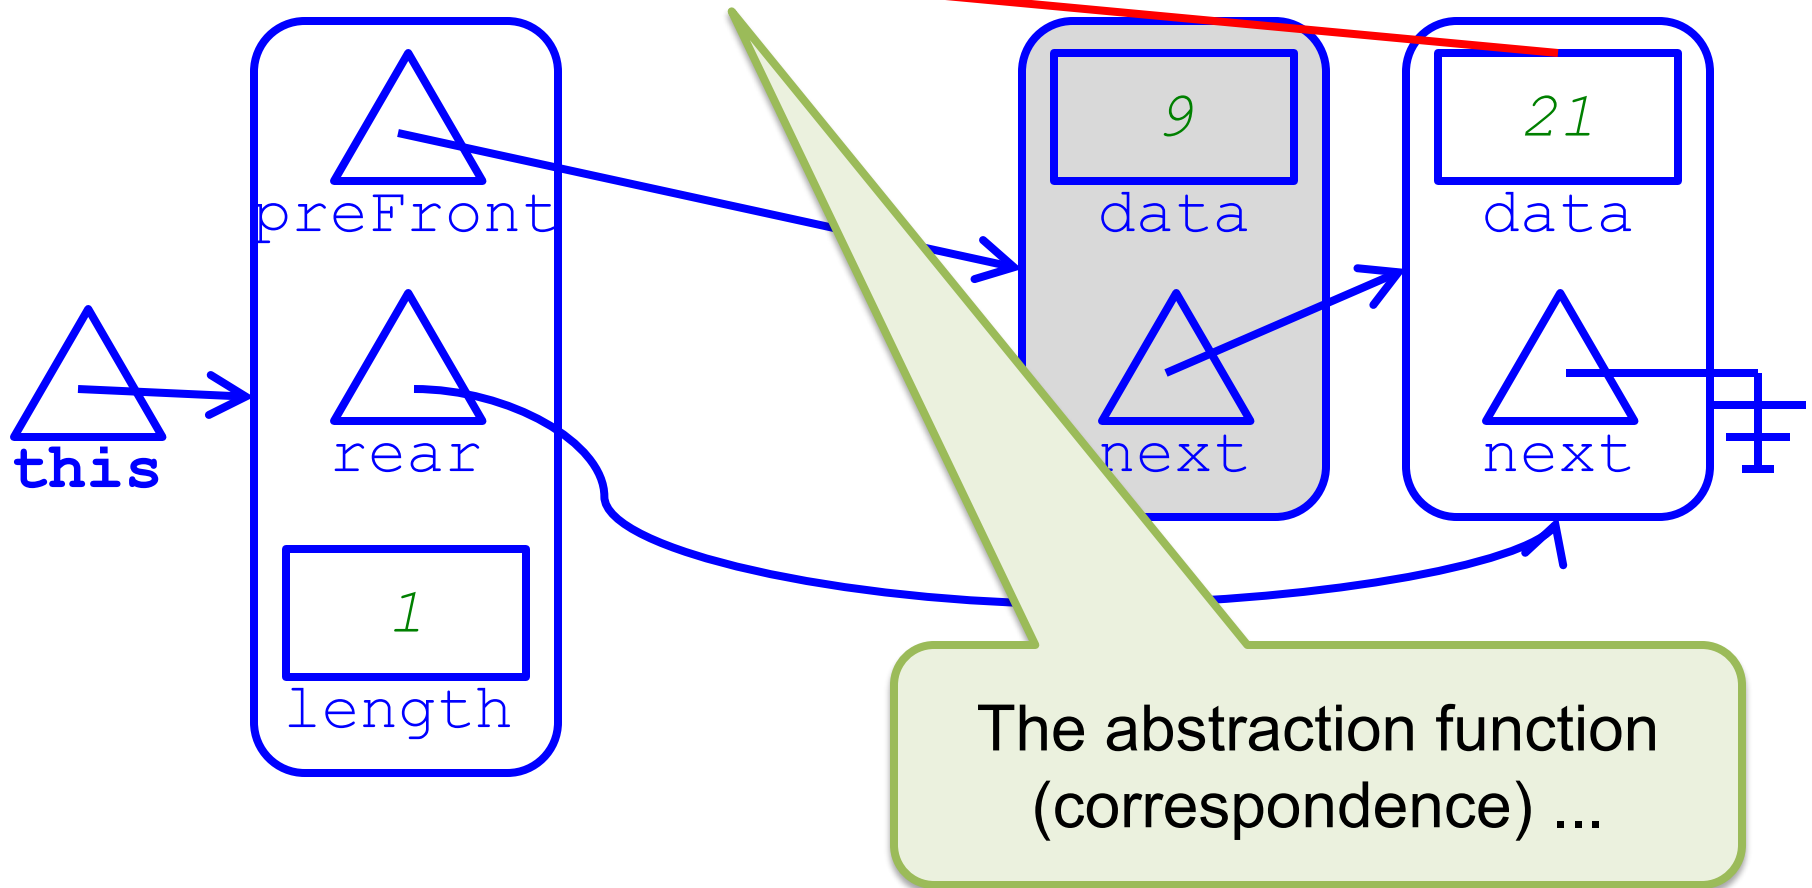 9
21
preFront
data
data
this
rear
next
next
1
length
The abstraction function
(correspondence) ...